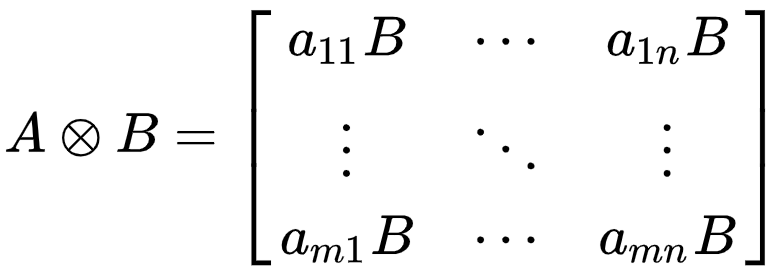 A ⊗ B = [ a₁₁B ⋯ a₁ₙB
⋮ ⋱ ⋮
aₘ₁B ⋯ aₘₙB ]